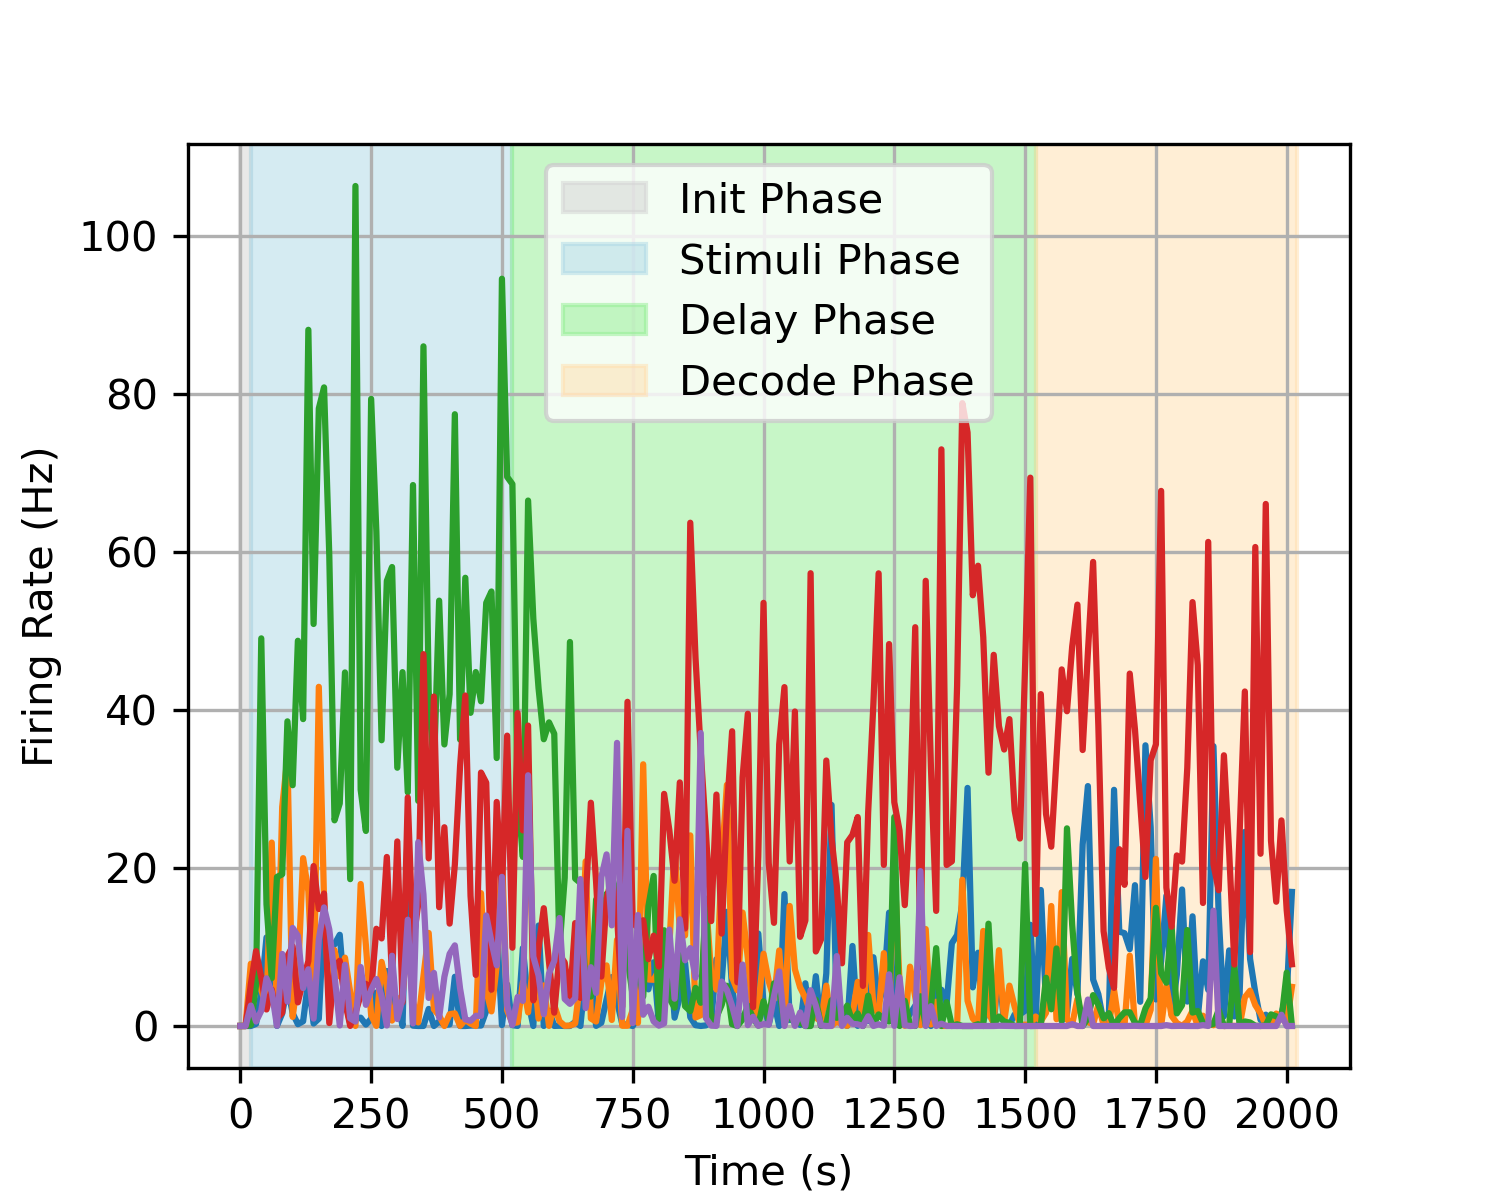 Init Phase
Stimuli Phase
Delay Phase
Decode Phase
100
80
60
40
20
0
Firing Rate (Hz)
0 250 500 750 1000 1250 1500 1750 2000
Time (s)